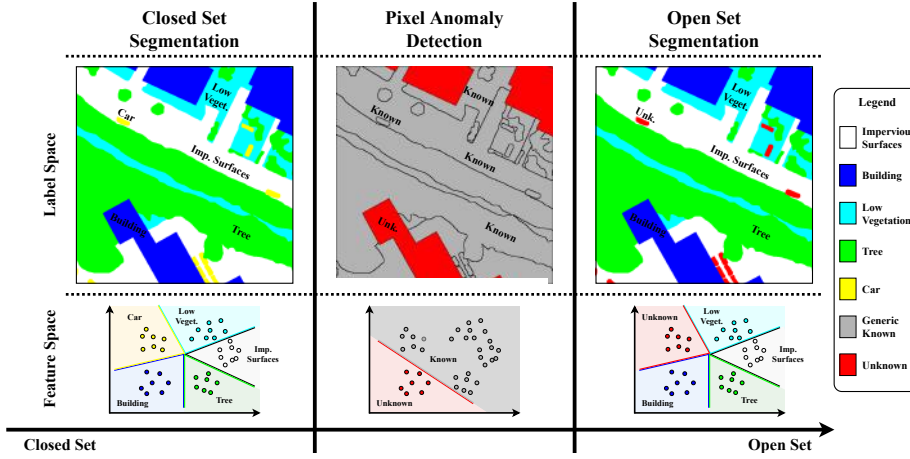 Closed Set
Segmentation
Pixel Anomaly
Detection
Open Set
Segmentation
Label Space
Low
Veget.
Car
Imp. Surfaces
Building
Tree
Known
Known
Known
Known
Unk.
Low
Veget.
Unk.
Imp. Surfaces
Building
Tree
Legend
Impervious
Surfaces
Building
Low
Vegetation
Tree
Car
Generic
Known
Unknown
Feature Space
Car
Low
Veget.
Imp.
Surfaces
Building
Tree
Known
Unknown
Unknown
Low
Veget.
Imp.
Surfaces
Building
Tree
Closed Set
Open Set